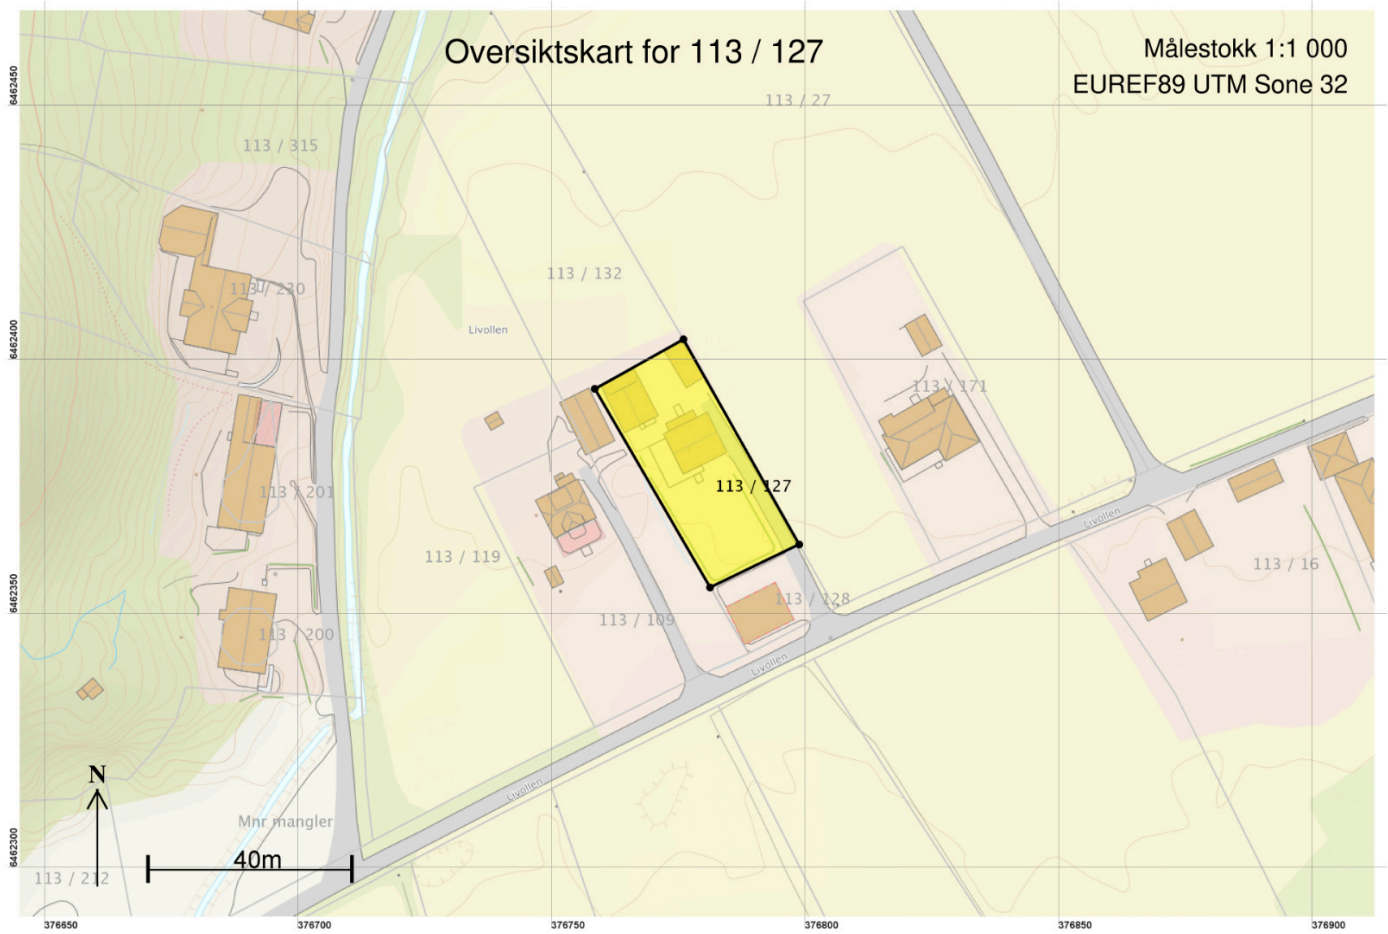 Oversiktskart for 113 / 127
Målestokk 1:1 000
EUREF89 UTM Sone 32
6462450
113 / 27
113 / 315
113 / 132
113 / 230
Livollen
6462400
113 / 171
113 / 127
113 / 201
Livollen
113 / 119
113 / 16
6462350
113 / 128
113 / 109
113 / 200
Livollen
N
Livollen
Mnr mangler
6462300
40m
113 / 212
376650
376700
376750
376800
376850
376900